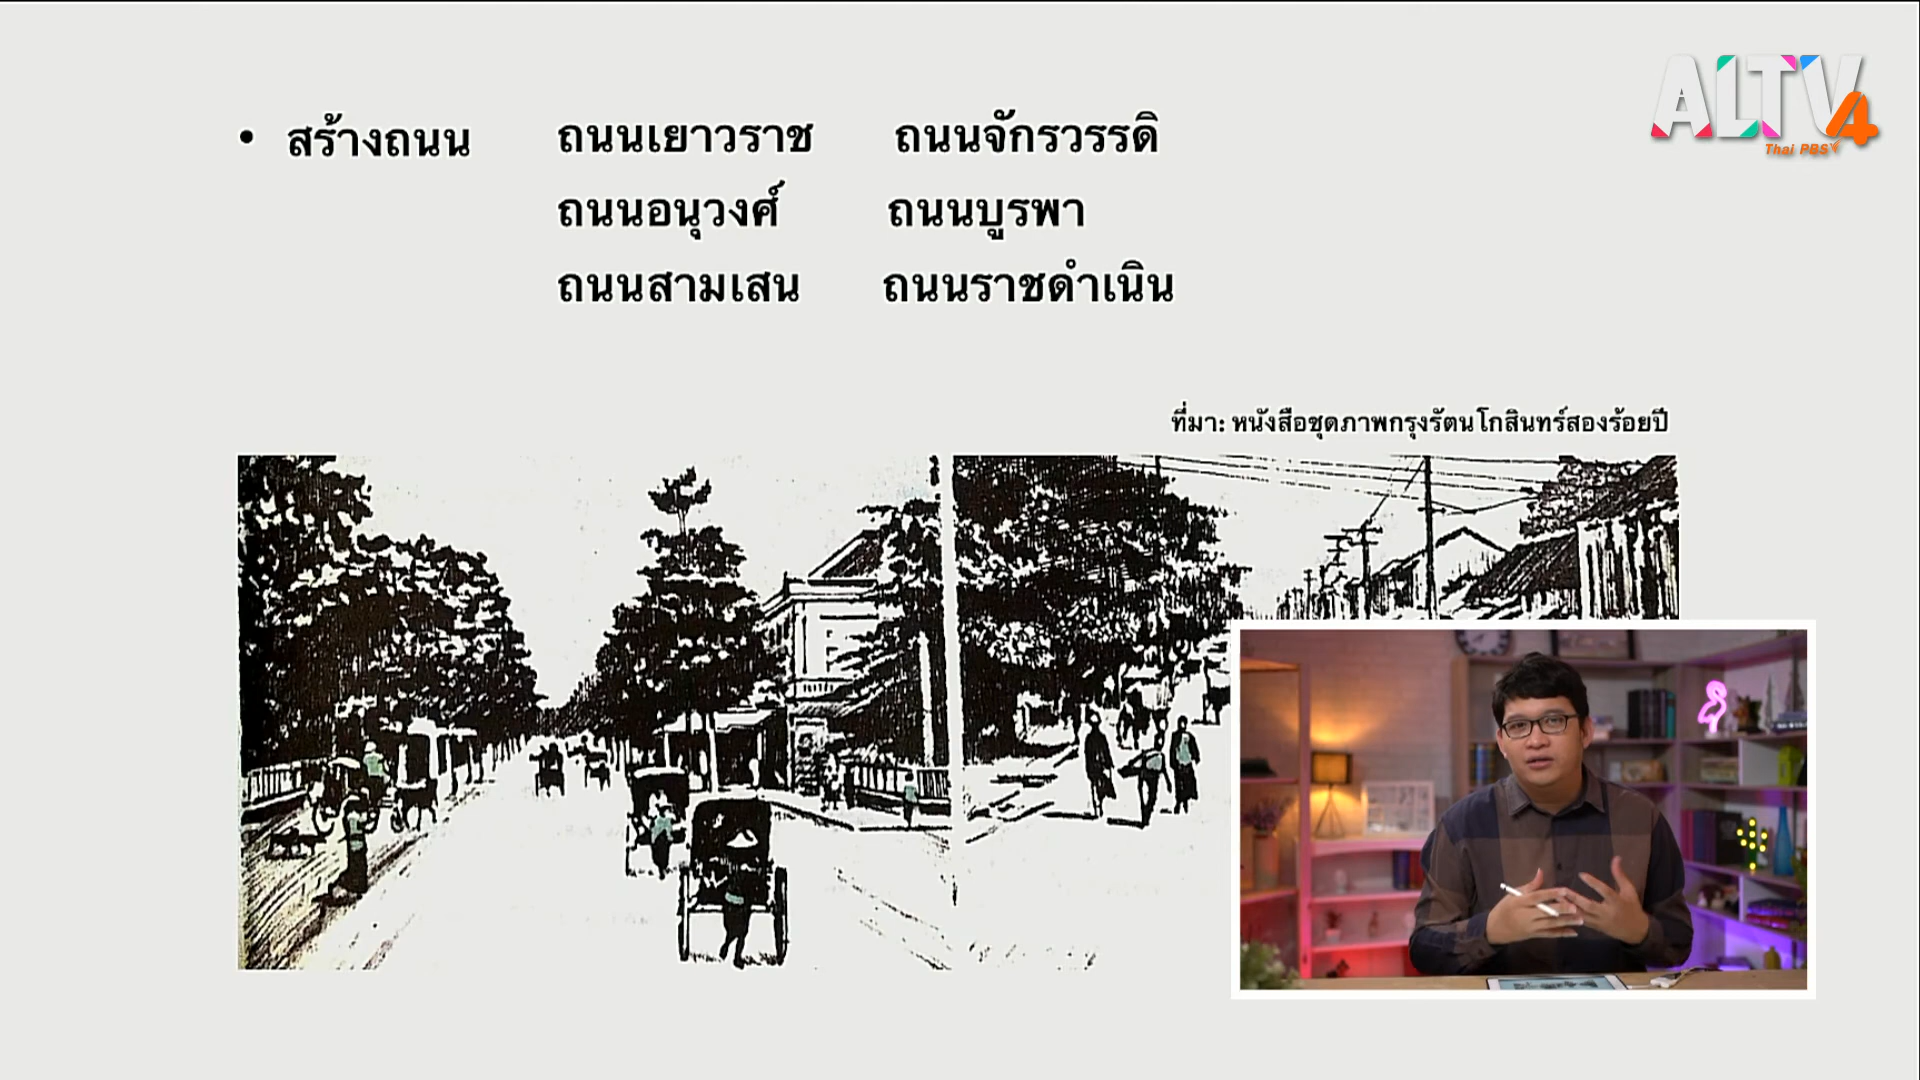 ALTV4
Thai PBS
• สร้างถนน ถนนเยาวราช ถนนจักรวรรดิ
ถนนอนุวงศ์ ถนนบูรพา
ถนนสามเสน ถนนราชดำเนิน
ที่มา: หนังสือชุดภาพกรุงรัตนโกสินทร์สองร้อยปี